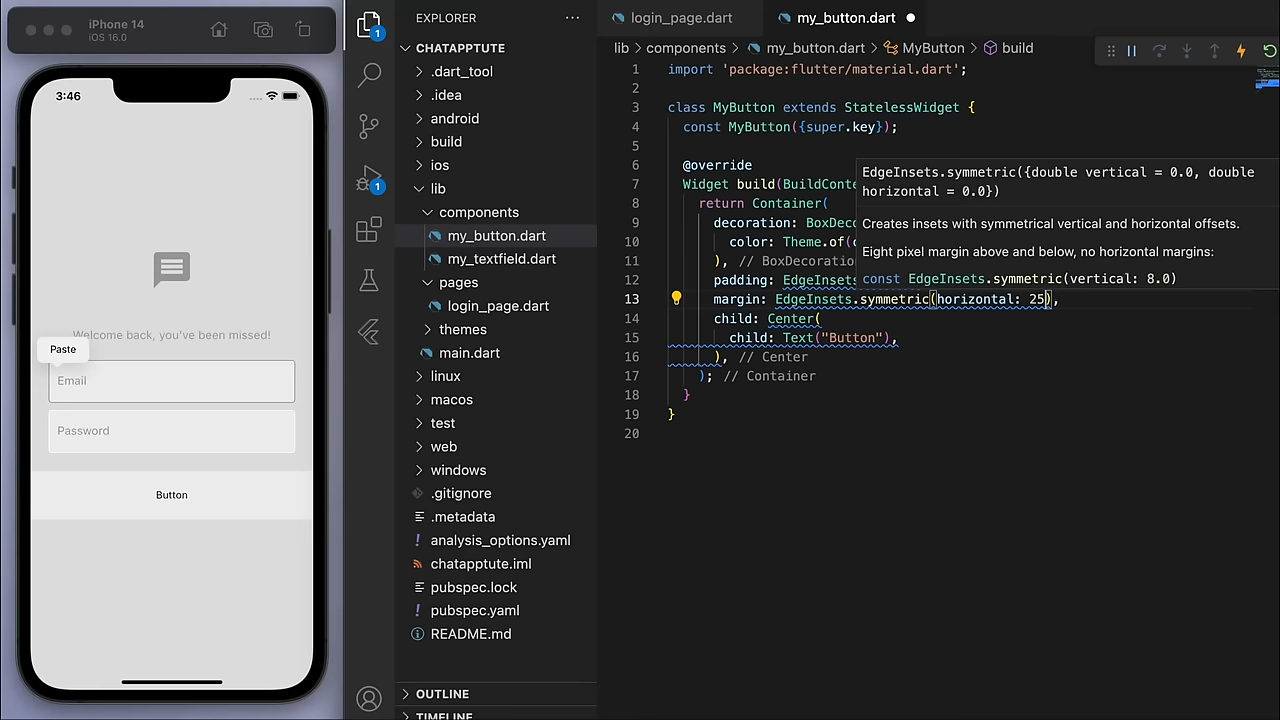 iPhone 14
iOS 16.0
3:46
Welcome back, you've been missed!
Paste
Email
Password
Button
EXPLORER
CHATAPPTUTE
.dart_tool
.idea
android
build
ios
lib
components
my_button.dart
my_textfield.dart
pages
login_page.dart
themes
main.dart
linux
macos
test
web
windows
.gitignore
.metadata
analysis_options.yaml
chatapptute.iml
pubspec.lock
pubspec.yaml
README.md
OUTLINE
TIMELINE
1
1
login_page.dart
my_button.dart
lib > components > my_button.dart > MyButton > build
1 import 'package:flutter/material.dart';
2
3 class MyButton extends StatelessWidget {
4 const MyButton({super.key});
5
6 @override
7 Widget build(BuildConte
8 return Container(
9 decoration: BoxDeco
10 color: Theme.of(
11 ), // BoxDecoratio
12 padding: EdgeInsets
13 margin: EdgeInsets.symmetric(horizontal: 25),
14 child: Center(
15 child: Text("Button"),
16 ), // Center
17 ); // Container
18 }
19 }
20
EdgeInsets.symmetric({double vertical = 0.0, double
horizontal = 0.0})
Creates insets with symmetrical vertical and horizontal offsets.
Eight pixel margin above and below, no horizontal margins:
const EdgeInsets.symmetric(vertical: 8.0)